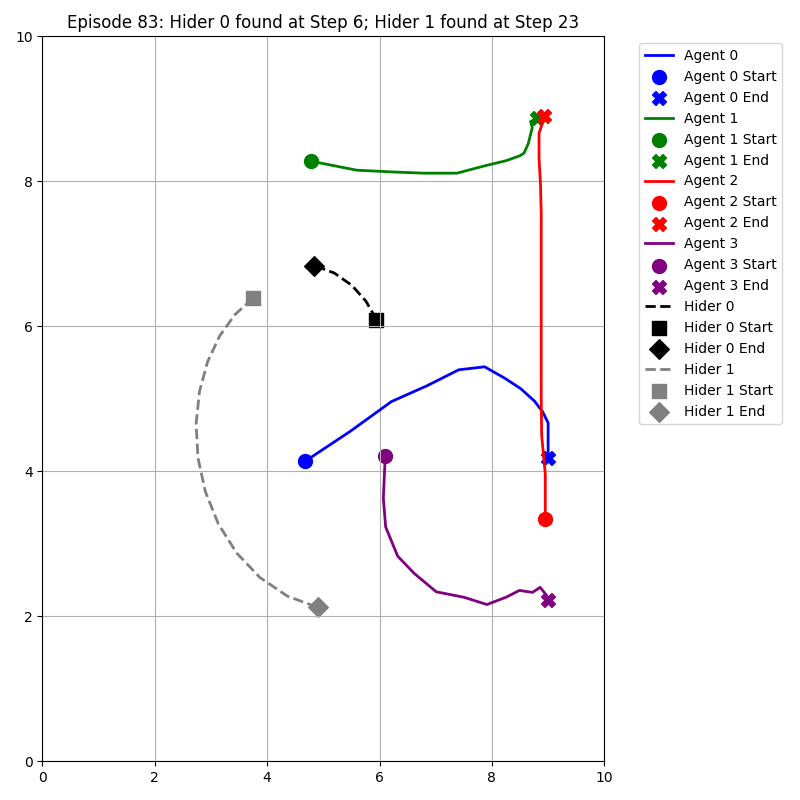 Episode 83: Hider 0 found at Step 6; Hider 1 found at Step 23
10
8
6
4
2
0
0 2 4 6 8 10
Agent 0
Agent 0 Start
Agent 0 End
Agent 1
Agent 1 Start
Agent 1 End
Agent 2
Agent 2 Start
Agent 2 End
Agent 3
Agent 3 Start
Agent 3 End
Hider 0
Hider 0 Start
Hider 0 End
Hider 1
Hider 1 Start
Hider 1 End